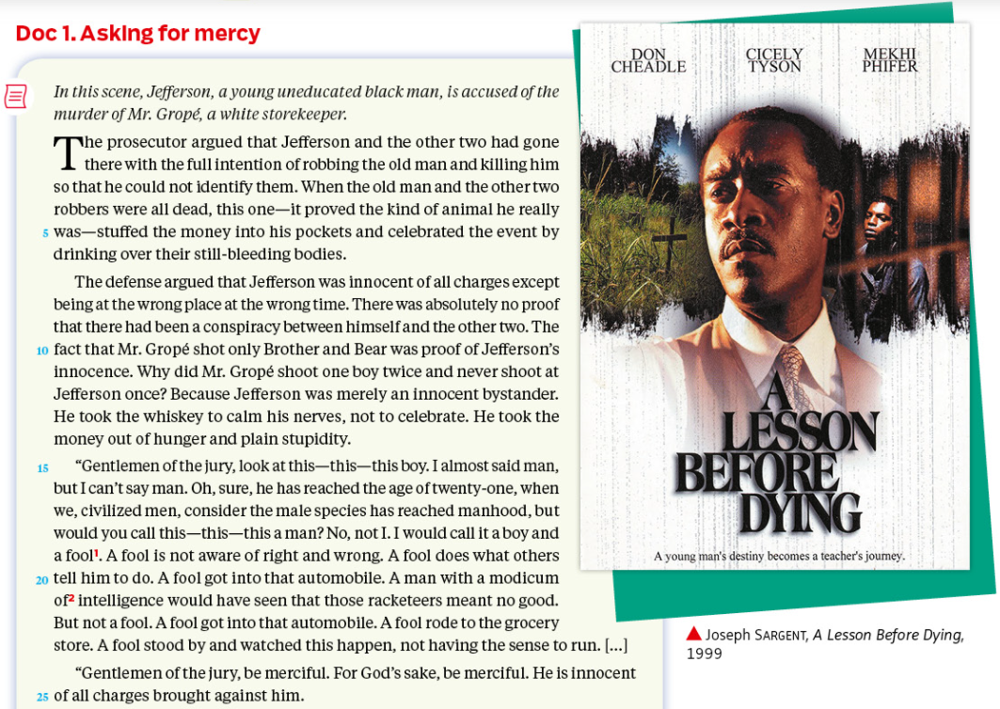 Doc 1. Asking for mercy
In this scene, Jefferson, a young uneducated black man, is accused of the
murder of Mr. Gropé, a white storekeeper.
The prosecutor argued that Jefferson and the other two had gone
there with the full intention of robbing the old man and killing him
so that he could not identify them. When the old man and the other two
robbers were all dead, this one—it proved the kind of animal he really
5 was—stuffed the money into his pockets and celebrated the event by
drinking over their still-bleeding bodies.
The defense argued that Jefferson was innocent of all charges except
being at the wrong place at the wrong time. There was absolutely no proof
that there had been a conspiracy between himself and the other two. The
10 fact that Mr. Gropé shot only Brother and Bear was proof of Jefferson's
innocence. Why did Mr. Gropé shoot one boy twice and never shoot at
Jefferson once? Because Jefferson was merely an innocent bystander.
He took the whiskey to calm his nerves, not to celebrate. He took the
money out of hunger and plain stupidity.
15 "Gentlemen of the jury, look at this—this—this boy. I almost said man,
but I can't say man. Oh, sure, he has reached the age of twenty-one, when
we, civilized men, consider the male species has reached manhood, but
would you call this—this—this a man? No, not I. I would call it a boy and
a fool¹. A fool is not aware of right and wrong. A fool does what others
20 tell him to do. A fool got into that automobile. A man with a modicum
of² intelligence would have seen that those racketeers meant no good.
But not a fool. A fool got into that automobile. A fool rode to the grocery
store. A fool stood by and watched this happen, not having the sense to run. [...]
"Gentlemen of the jury, be merciful. For God's sake, be merciful. He is innocent
25 of all charges brought against him.
DON CHEADLE
CICELY TYSON
MEKHI PHIFER
A
LESSON
BEFORE
DYING
A young man's destiny becomes a teacher's journey.
Joseph SARGENT, A Lesson Before Dying,
1999